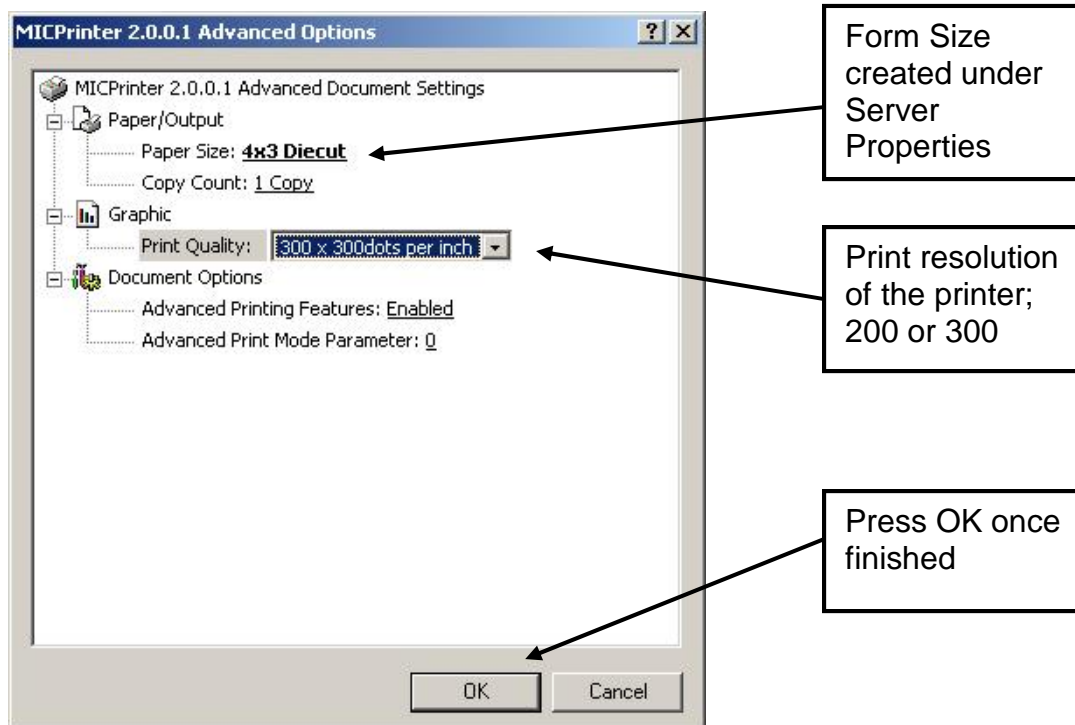 MICPrinter 2.0.0.1 Advanced Options
MICPrinter 2.0.0.1 Advanced Document Settings
Paper/Output
Paper Size: 4x3 Diecut
Copy Count: 1 Copy
Graphic
Print Quality: 300 x 300dots per inch
Document Options
Advanced Printing Features: Enabled
Advanced Print Mode Parameter: 0
OK Cancel
Form Size
created under
Server
Properties
Print resolution
of the printer;
200 or 300
Press OK once
finished